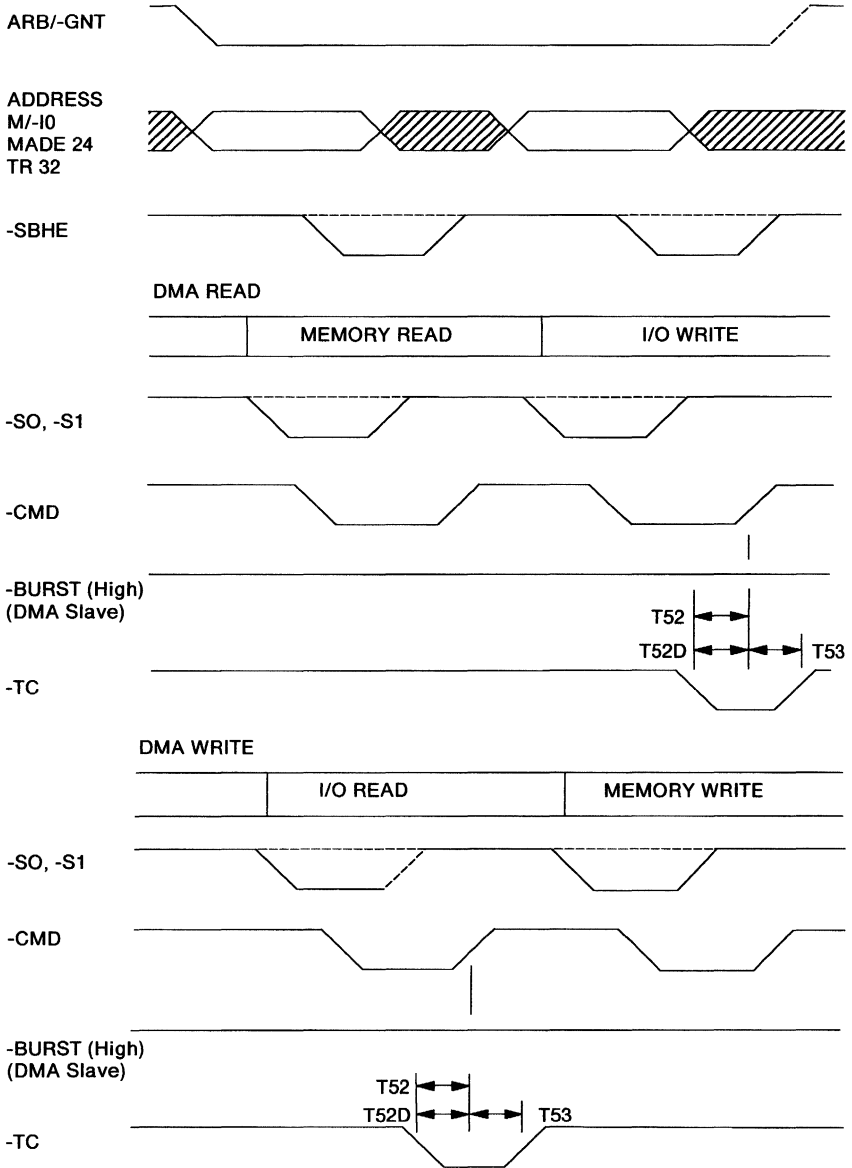 ARB/-GNT
ADDRESS
M/-I0
MADE 24
TR 32
-SBHE
DMA READ
MEMORY READ I/O WRITE
-SO, -S1
-CMD
-BURST (High)
(DMA Slave)
T52
T52D T53
-TC
DMA WRITE
I/O READ MEMORY WRITE
-SO, -S1
-CMD
-BURST (High)
(DMA Slave)
T52
T52D T53
-TC